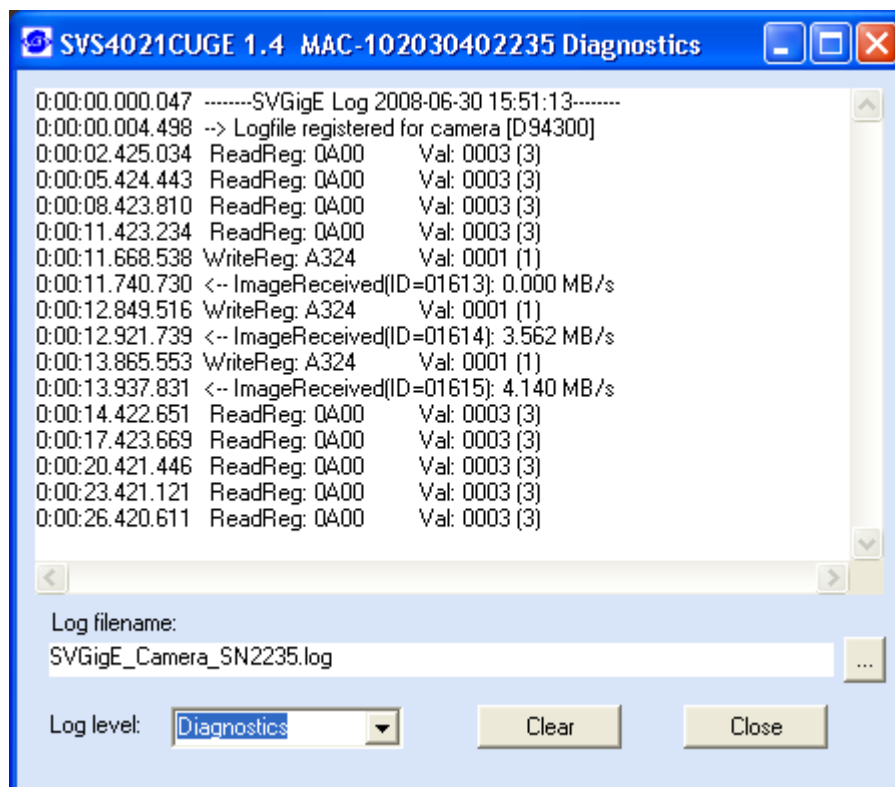 SVS4021CUGE 1.4 MAC-102030402235 Diagnostics
0:00:00.000.047 --------SVGigE Log 2008-06-30 15:51:13--------
0:00:00.004.498 --> Logfile registered for camera [D94300]
0:00:02.425.034 ReadReg: 0A00 Val: 0003 (3)
0:00:05.424.443 ReadReg: 0A00 Val: 0003 (3)
0:00:08.423.810 ReadReg: 0A00 Val: 0003 (3)
0:00:11.423.234 ReadReg: 0A00 Val: 0003 (3)
0:00:11.668.538 WriteReg: A324 Val: 0001 (1)
0:00:11.740.730 <-- ImageReceived(ID=01613): 0.000 MB/s
0:00:12.849.516 WriteReg: A324 Val: 0001 (1)
0:00:12.921.739 <-- ImageReceived(ID=01614): 3.562 MB/s
0:00:13.865.553 WriteReg: A324 Val: 0001 (1)
0:00:13.937.831 <-- ImageReceived(ID=01615): 4.140 MB/s
0:00:14.422.651 ReadReg: 0A00 Val: 0003 (3)
0:00:17.423.669 ReadReg: 0A00 Val: 0003 (3)
0:00:20.421.446 ReadReg: 0A00 Val: 0003 (3)
0:00:23.421.121 ReadReg: 0A00 Val: 0003 (3)
0:00:26.420.611 ReadReg: 0A00 Val: 0003 (3)
Log filename:
SVGigE_Camera_SN2235.log
...
Log level: Diagnostics Clear Close